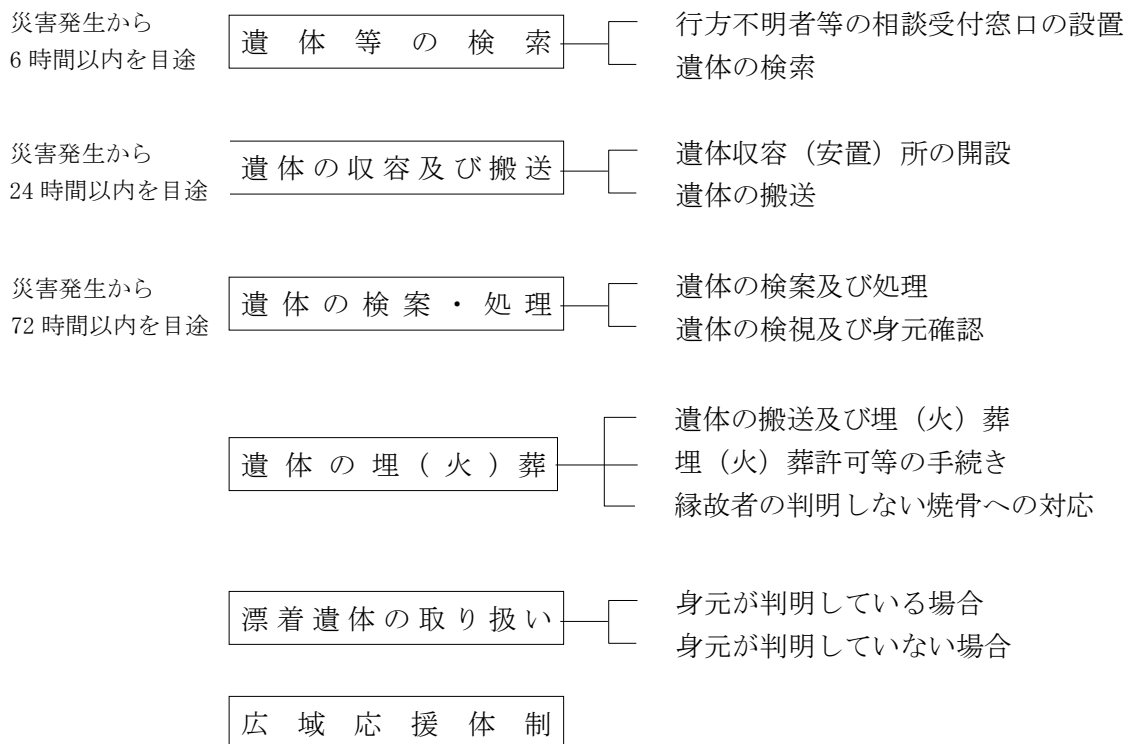 災害発生から
6時間以内を目途
遺体等の検索
行方不明者等の相談受付窓口の設置
遺体の検索
災害発生から
24時間以内を目途
遺体の収容及び搬送
遺体収容（安置）所の開設
遺体の搬送
災害発生から
72時間以内を目途
遺体の検案・処理
遺体の検案及び処理
遺体の検視及び身元確認
遺体の埋(火)葬
遺体の搬送及び埋（火）葬
埋（火）葬許可等の手続き
縁故者の判明しない焼骨への対応
漂着遺体の取り扱い
身元が判明している場合
身元が判明していない場合
広域応援体制